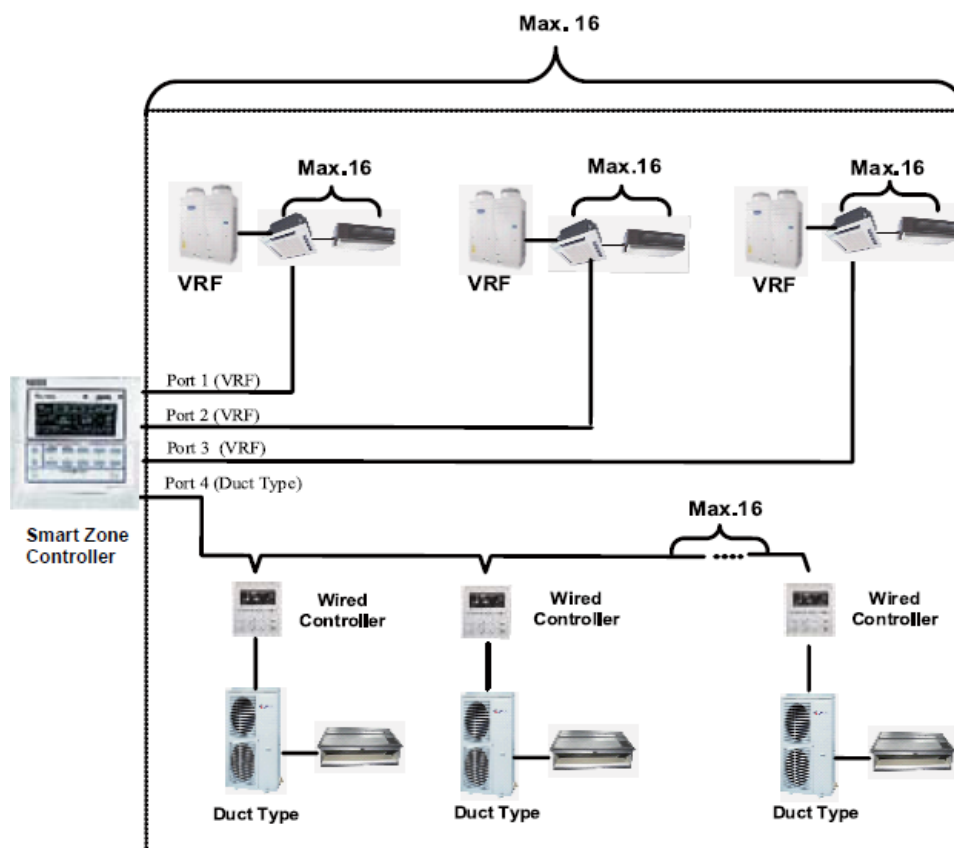 Max. 16
Max.16
Max.16
Max.16
VRF
VRF
VRF
Port 1 (VRF)
Port 2 (VRF)
Port 3 (VRF)
Port 4 (Duct Type)
Smart Zone
Controller
Max.16
Wired
Controller
Wired
Controller
Wired
Controller
Duct Type
Duct Type
Duct Type